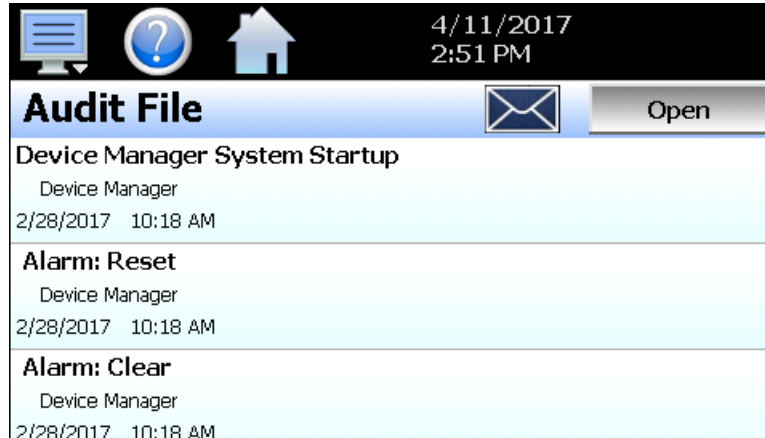 4/11/2017
2:51 PM
?
Audit File
Open
Device Manager System Startup
Device Manager
2/28/2017 10:18 AM
Alarm: Reset
Device Manager
2/28/2017 10:18 AM
Alarm: Clear
Device Manager
2/28/2017 10:18 AM